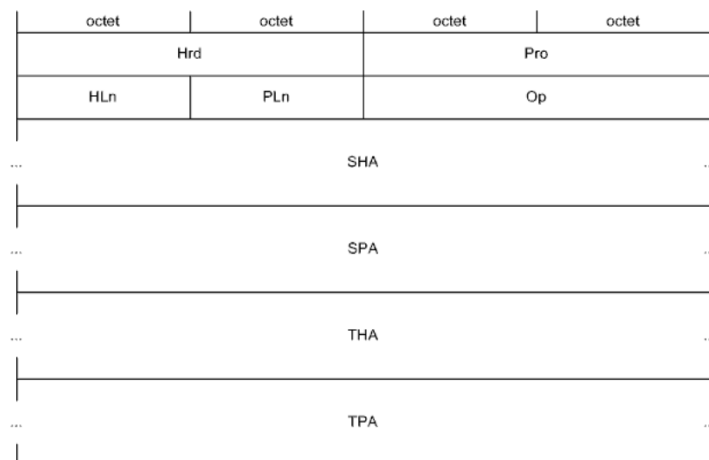 octet octet octet octet
Hrd Pro
HLn PLn Op
... SHA ..
... SPA ..
... THA ..
... TPA ..